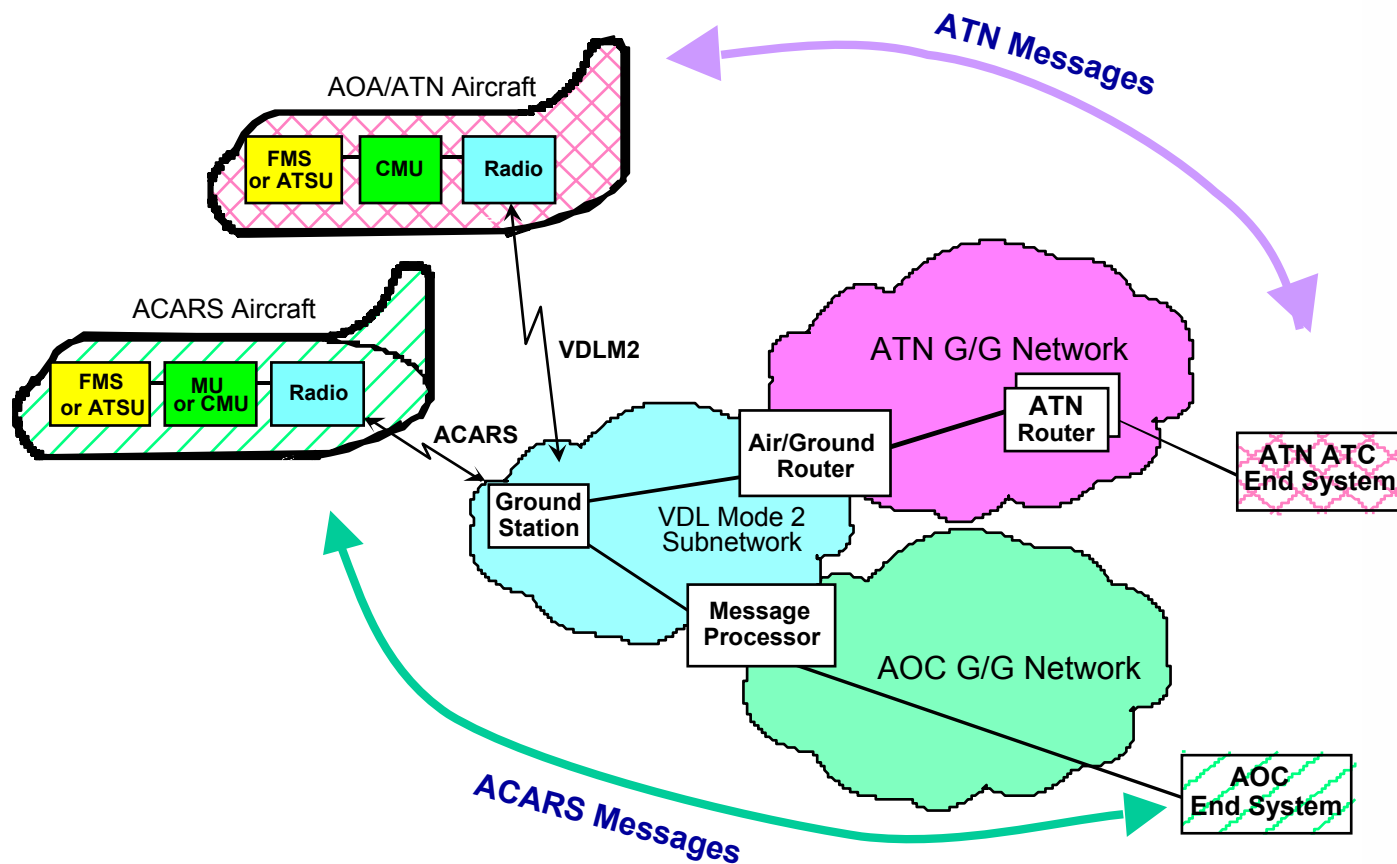 ATN Messages
AOA/ATN Aircraft
FMS
or ATSU
CMU
Radio
ACARS Aircraft
FMS
or ATSU
MU
or CMU
Radio
VDLM2
ACARS
ATN G/G Network
ATN
Router
Air/Ground
Router
ATN ATC
End System
Ground
Station
VDL Mode 2
Subnetwork
Message
Processor
AOC G/G Network
AOC
End System
ACARS Messages